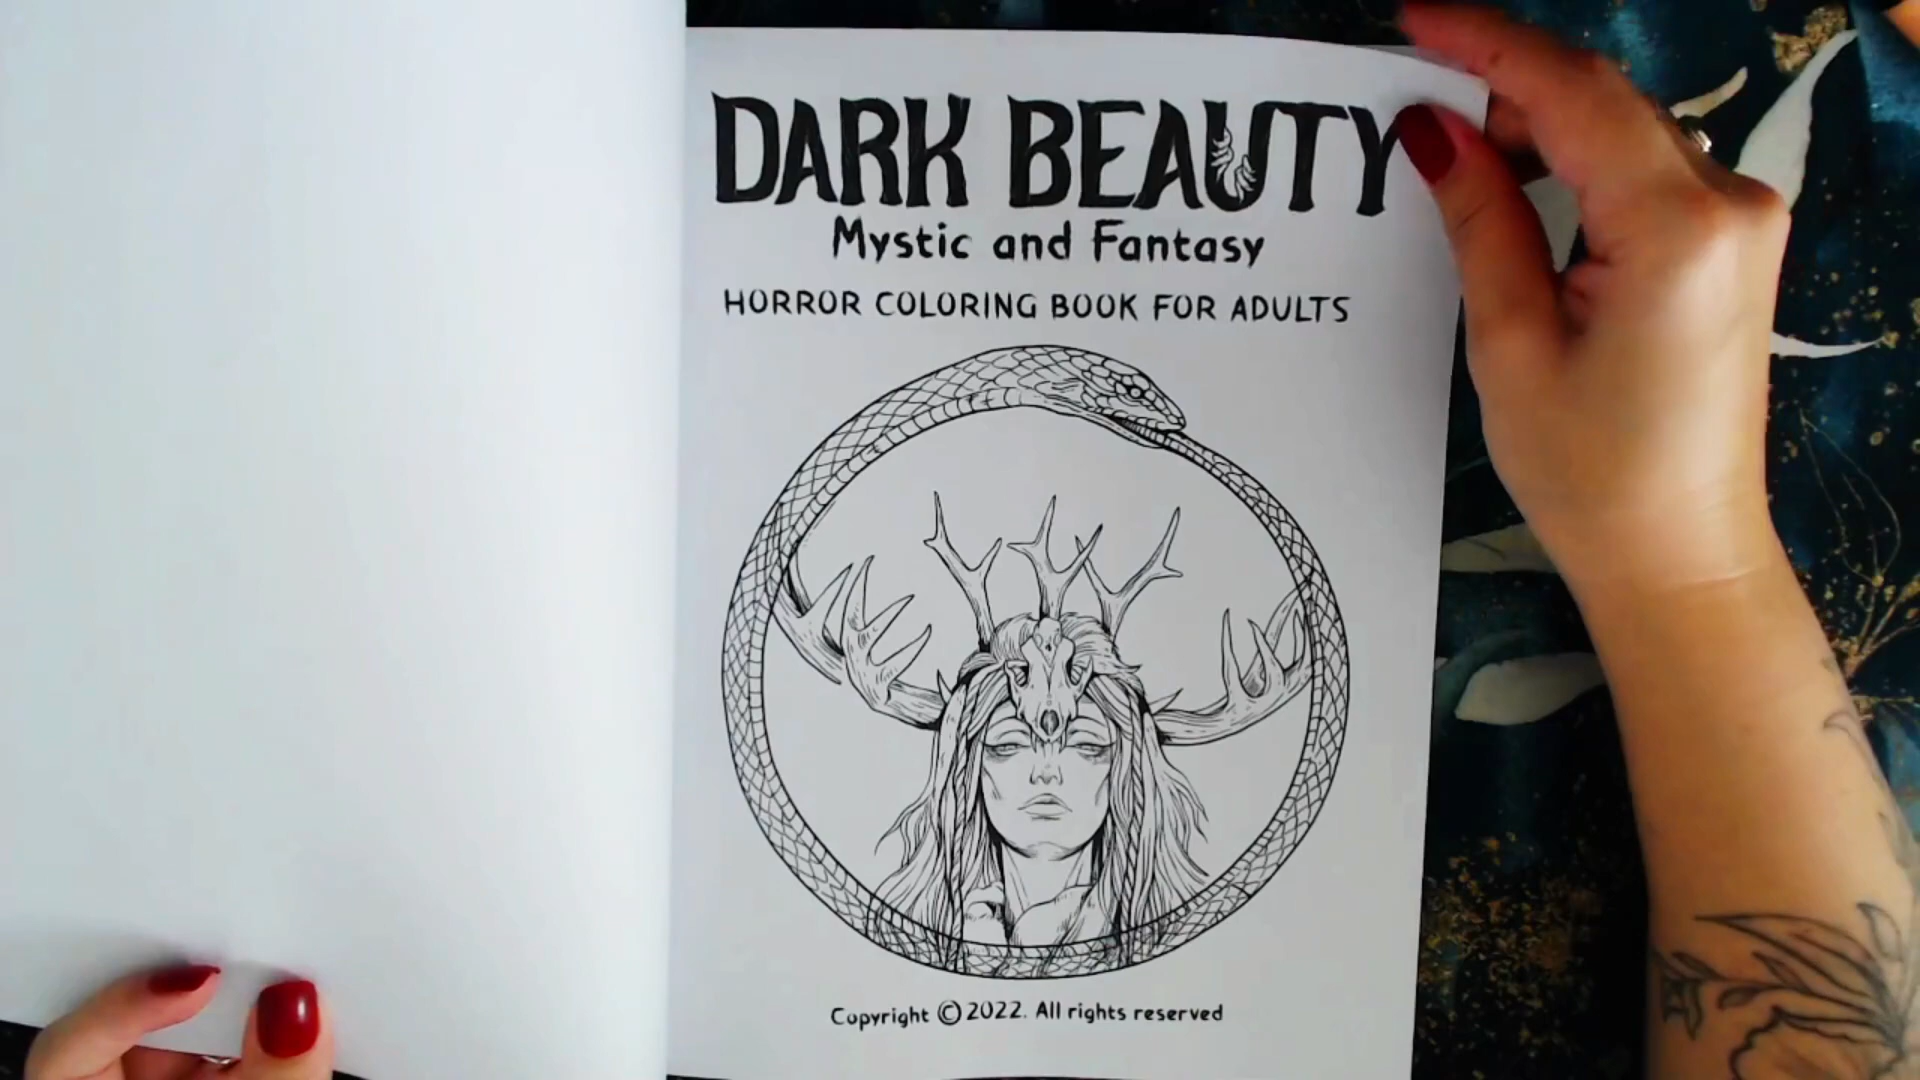 DARK BEAUTY
Mystic and Fantasy
HORROR COLORING BOOK FOR ADULTS
Copyright © 2022. All rights reserved